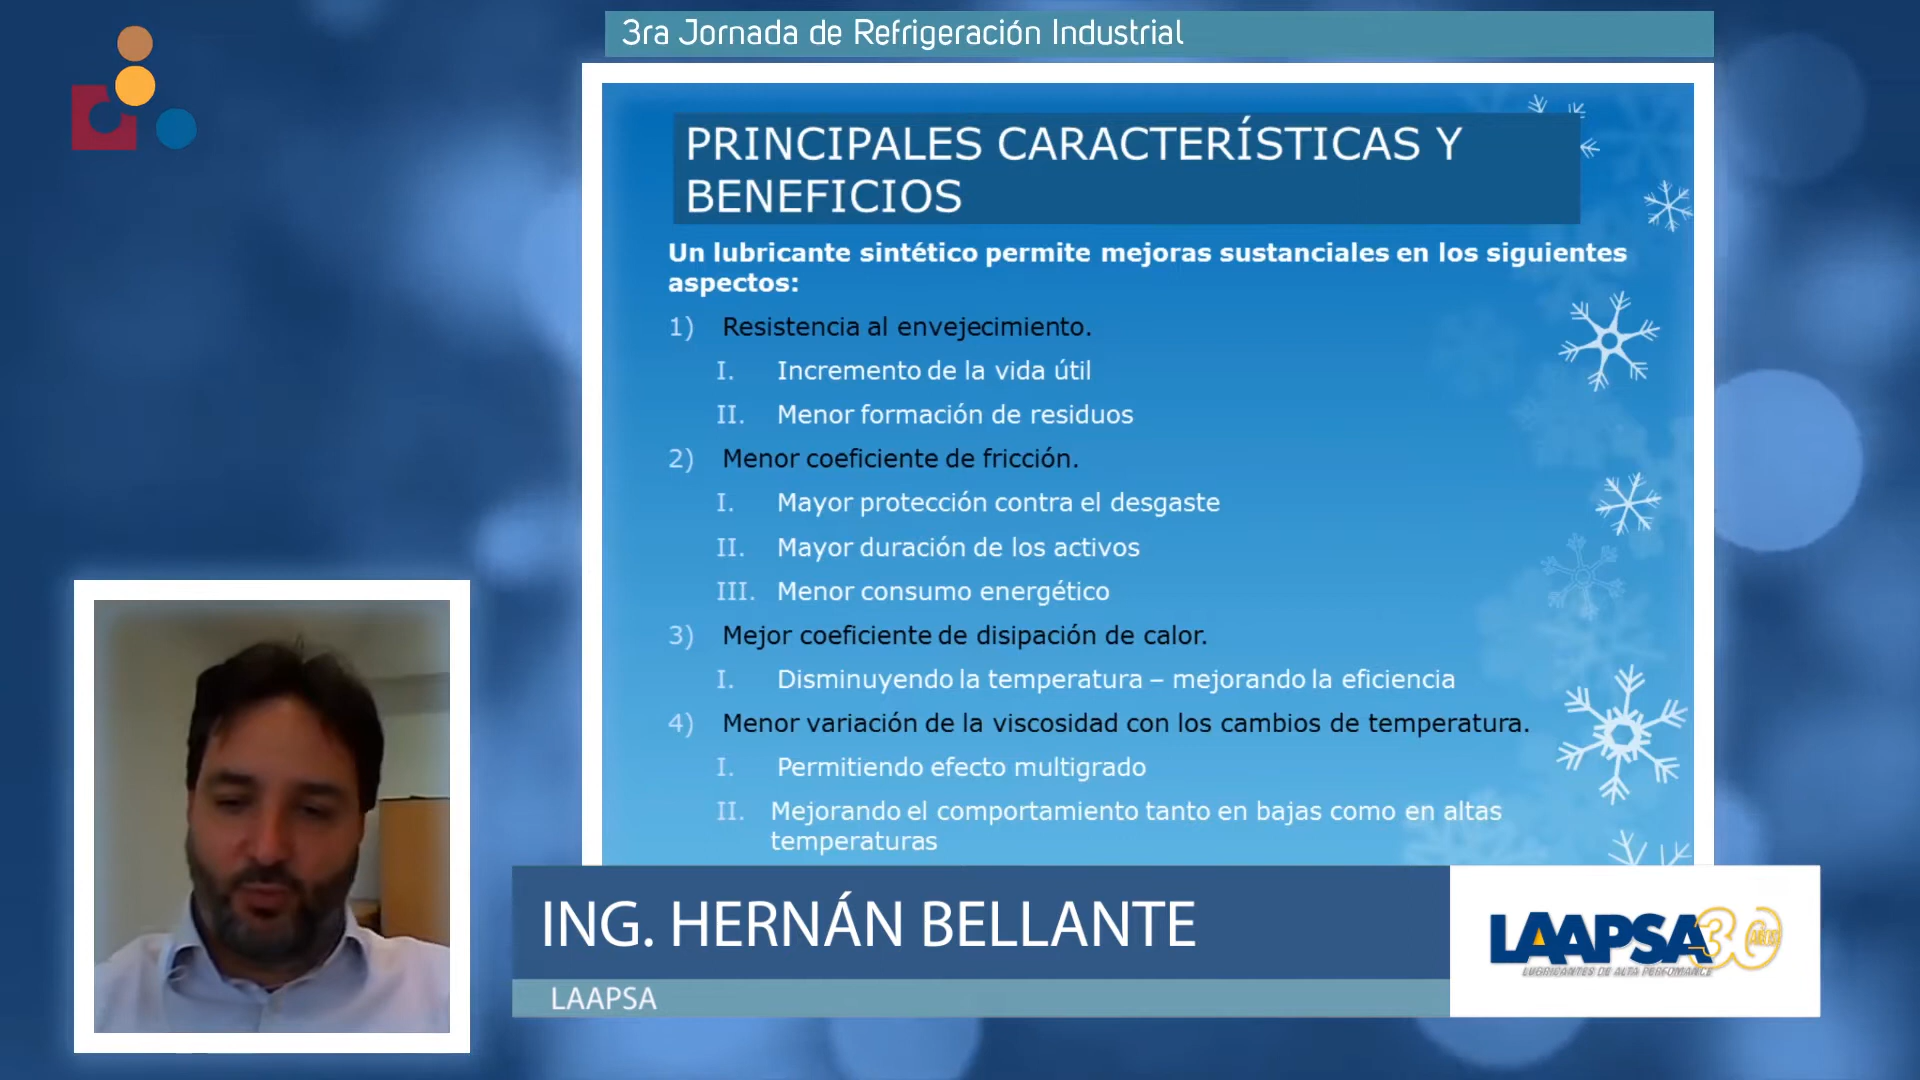 3ra Jornada de Refrigeración Industrial
PRINCIPALES CARACTERÍSTICAS Y
BENEFICIOS
Un lubricante sintético permite mejoras sustanciales en los siguientes
aspectos:
1) Resistencia al envejecimiento.
I. Incremento de la vida útil
II. Menor formación de residuos
2) Menor coeficiente de fricción.
I. Mayor protección contra el desgaste
II. Mayor duración de los activos
III. Menor consumo energético
3) Mejor coeficiente de disipación de calor.
I. Disminuyendo la temperatura – mejorando la eficiencia
4) Menor variación de la viscosidad con los cambios de temperatura.
I. Permitiendo efecto multigrado
II. Mejorando el comportamiento tanto en bajas como en altas
temperaturas
ING. HERNÁN BELLANTE
LAAPSA
LAAPSA 30 AÑOS
LUBRICANTES DE ALTA PERFOMANCE